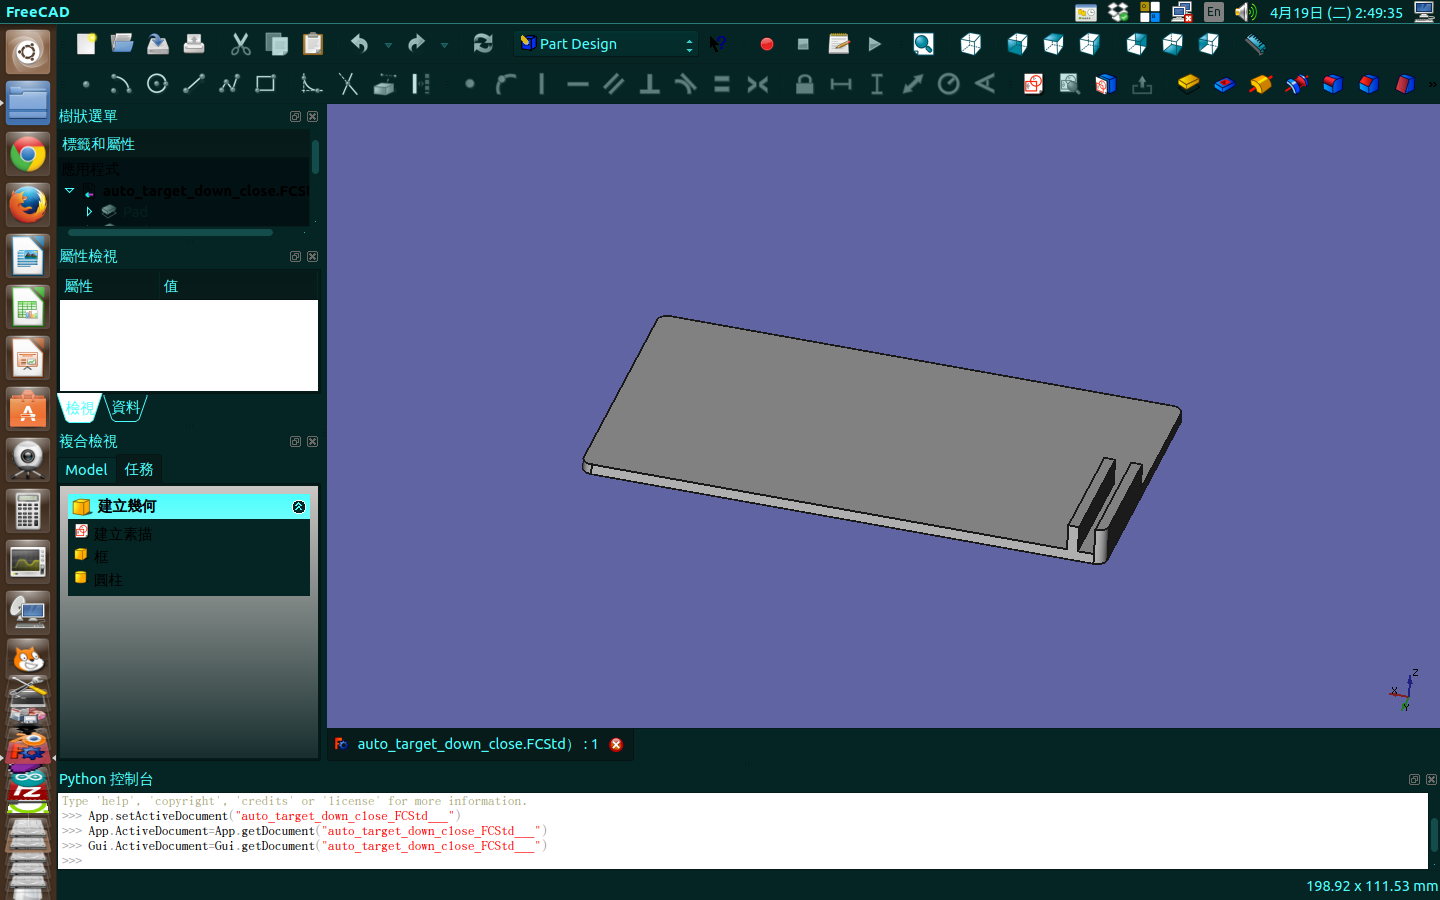 FreeCAD
En
4月19日 (二) 2:49:35
Part Design
樹狀選單
標籤和屬性
應用程式
auto_target_down_close.FCS
Pad
屬性檢視
屬性 值
檢視 資料
複合檢視
Model 任務
建立幾何
建立素描
框
圓柱
Z
X
Y
auto_target_down_close.FCStd） : 1
Python 控制台
Type 'help', 'copyright', 'credits' or 'license' for more information.
>>> App.setActiveDocument("auto_target_down_close_FCStd___")
>>> App.ActiveDocument=App.getDocument("auto_target_down_close_FCStd___")
>>> Gui.ActiveDocument=Gui.getDocument("auto_target_down_close_FCStd___")
>>>
198.92 x 111.53 mm